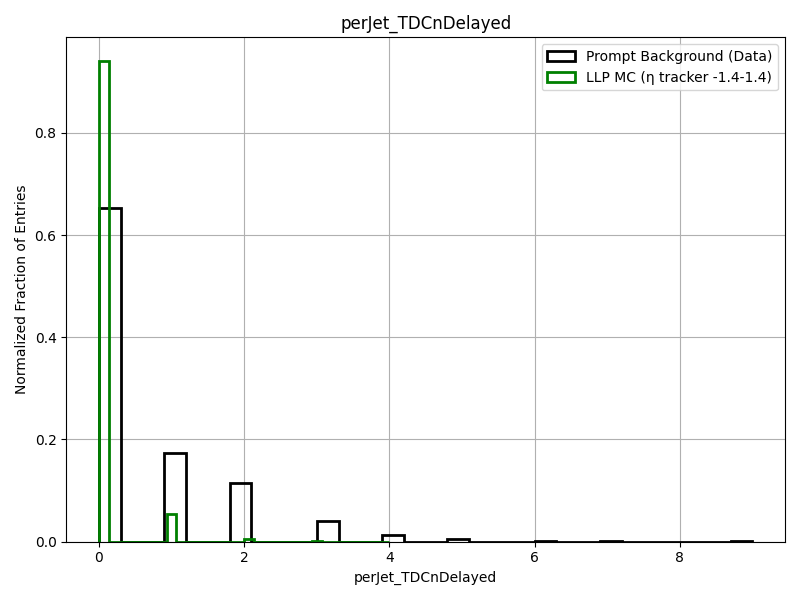 perJet_TDCnDelayed
Prompt Background (Data)
LLP MC (η tracker -1.4-1.4)
Normalized Fraction of Entries
0.8
0.6
0.4
0.2
0.0
0 2 4 6 8
perJet_TDCnDelayed